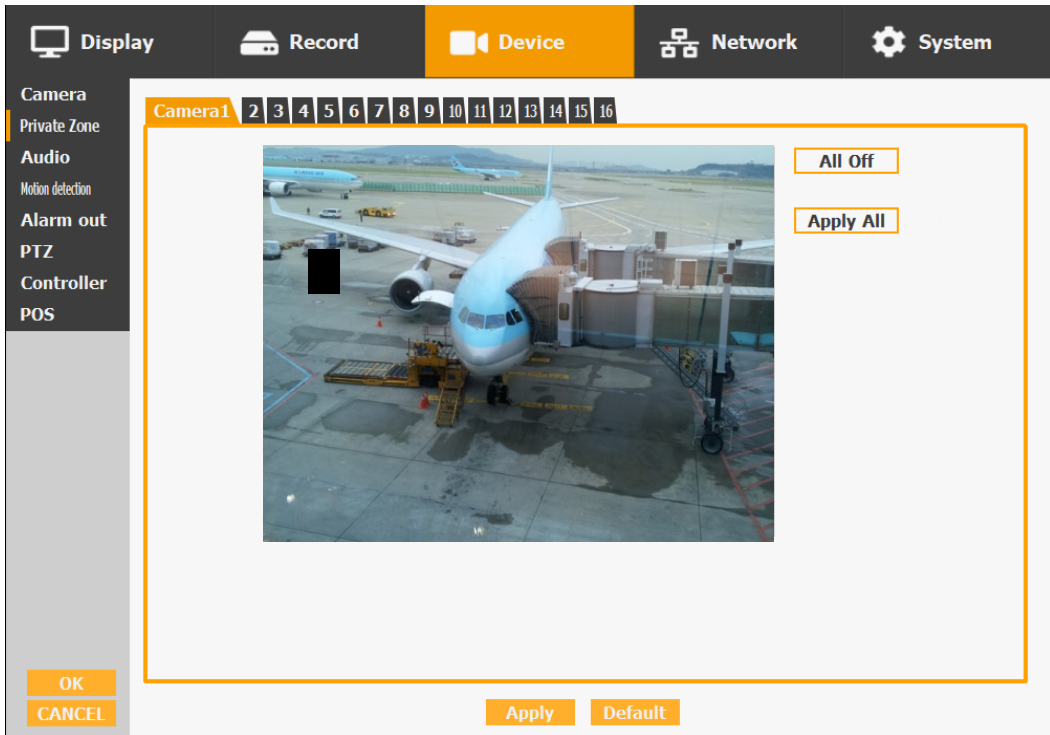 Display Record Device Network System
Camera
Private Zone
Audio
Motion detection
Alarm out
PTZ
Controller
POS
Camera1 2 3 4 5 6 7 8 9 10 11 12 13 14 15 16
All Off
Apply All
OK
CANCEL
Apply Default